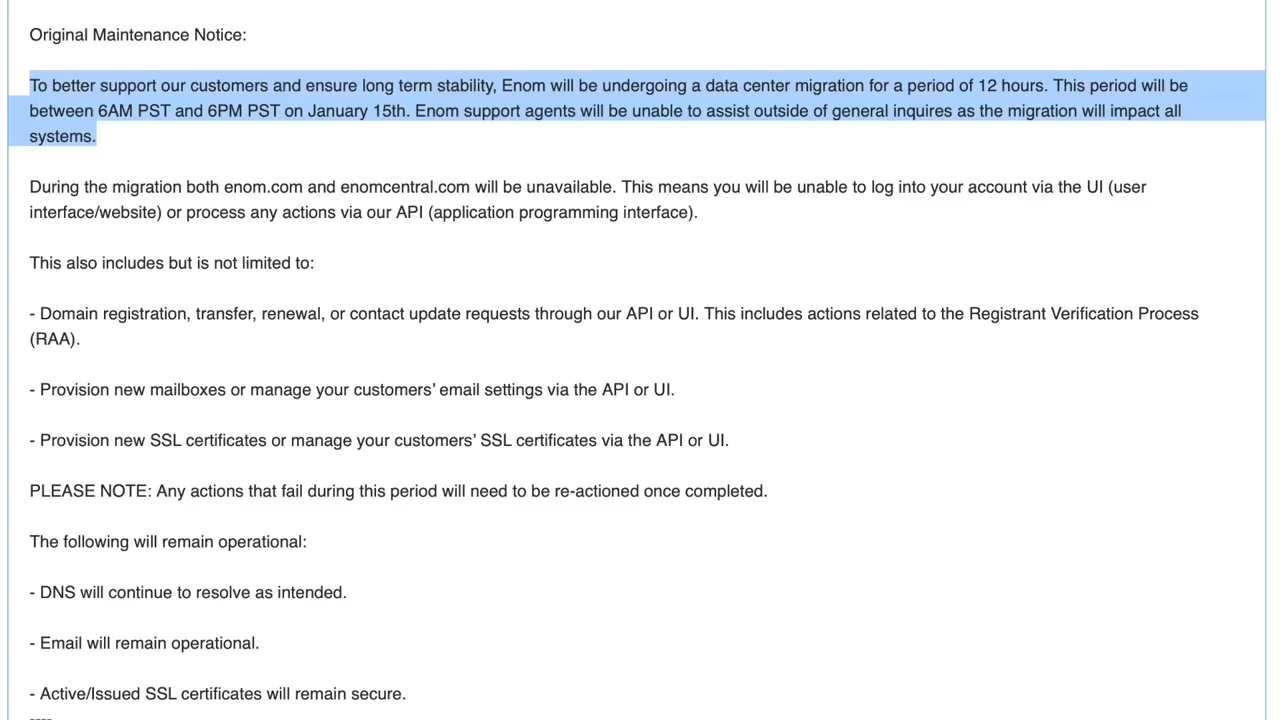 Original Maintenance Notice:
To better support our customers and ensure long term stability, Enom will be undergoing a data center migration for a period of 12 hours. This period will be
between 6AM PST and 6PM PST on January 15th. Enom support agents will be unable to assist outside of general inquires as the migration will impact all
systems.
During the migration both enom.com and enomcentral.com will be unavailable. This means you will be unable to log into your account via the UI (user
interface/website) or process any actions via our API (application programming interface).
This also includes but is not limited to:
- Domain registration, transfer, renewal, or contact update requests through our API or UI. This includes actions related to the Registrant Verification Process
(RAA).
- Provision new mailboxes or manage your customers’ email settings via the API or UI.
- Provision new SSL certificates or manage your customers’ SSL certificates via the API or UI.
PLEASE NOTE: Any actions that fail during this period will need to be re-actioned once completed.
The following will remain operational:
- DNS will continue to resolve as intended.
- Email will remain operational.
- Active/Issued SSL certificates will remain secure.
----